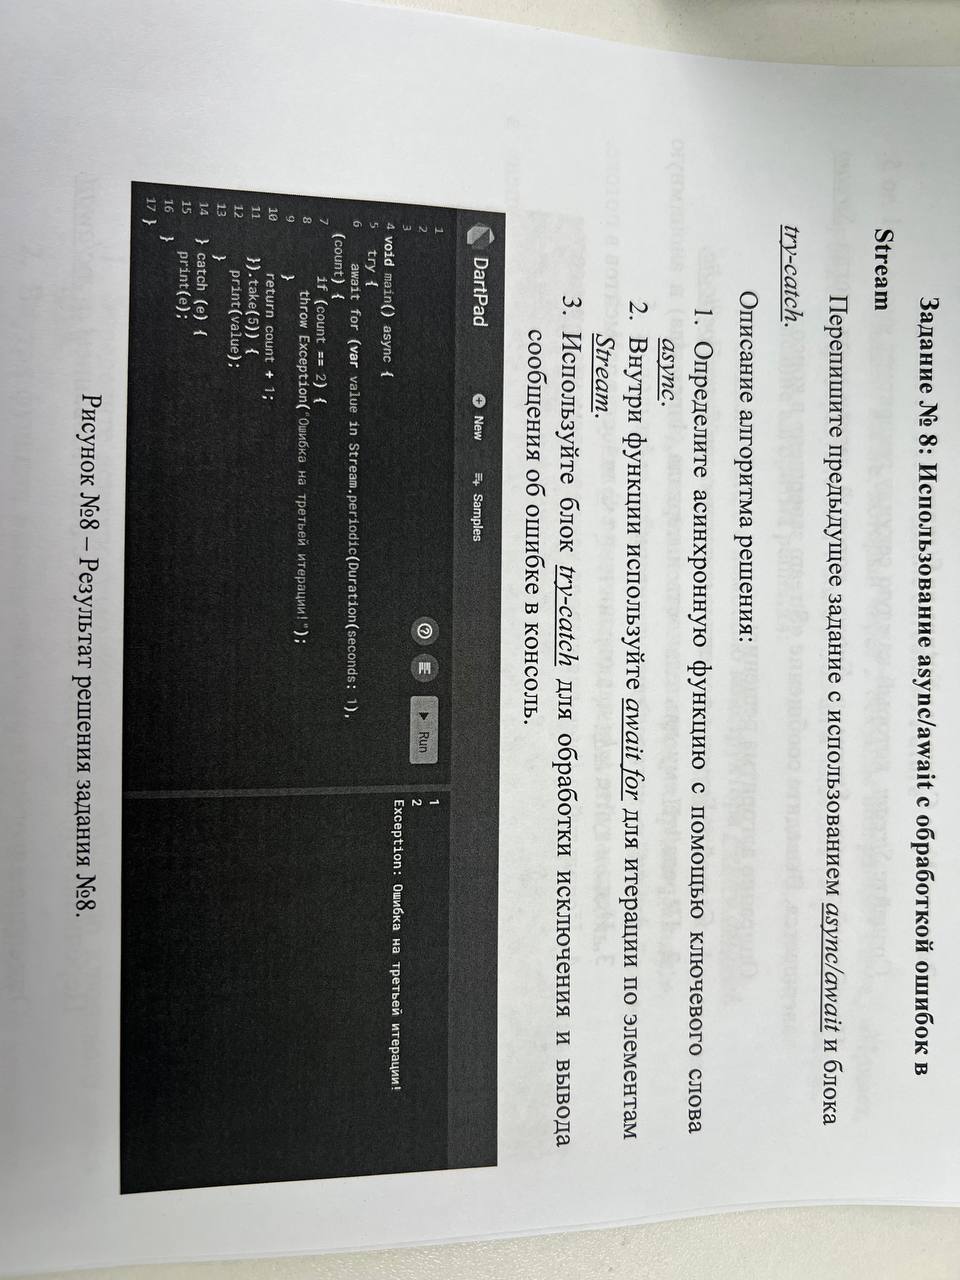 Задание № 8: Использование async/await с обработкой ошибок в
Stream
Перепишите предыдущее задание с использованием async/await и блока
try-catch.
Описание алгоритма решения:
1. Определите асинхронную функцию с помощью ключевого слова
async.
2. Внутри функции используйте await for для итерации по элементам
Stream.
3. Используйте блок try-catch для обработки исключения и вывода
сообщения об ошибке в консоль.
DartPad New Samples
Run
1
2
3
4 void main() async {
5 try {
6 await for (var value in Stream.periodic(Duration(seconds: 1),
(count) {
7 if (count == 2) {
8 throw Exception("Ошибка на третьей итерации!");
9 }
10 return count + 1;
11 }).take(5)) {
12 print(value);
13 }
14 } catch (e) {
15 print(e);
16 }
17 }
1
2
Exception: Ошибка на третьей итерации!
Рисунок №8 – Результат решения задания №8.